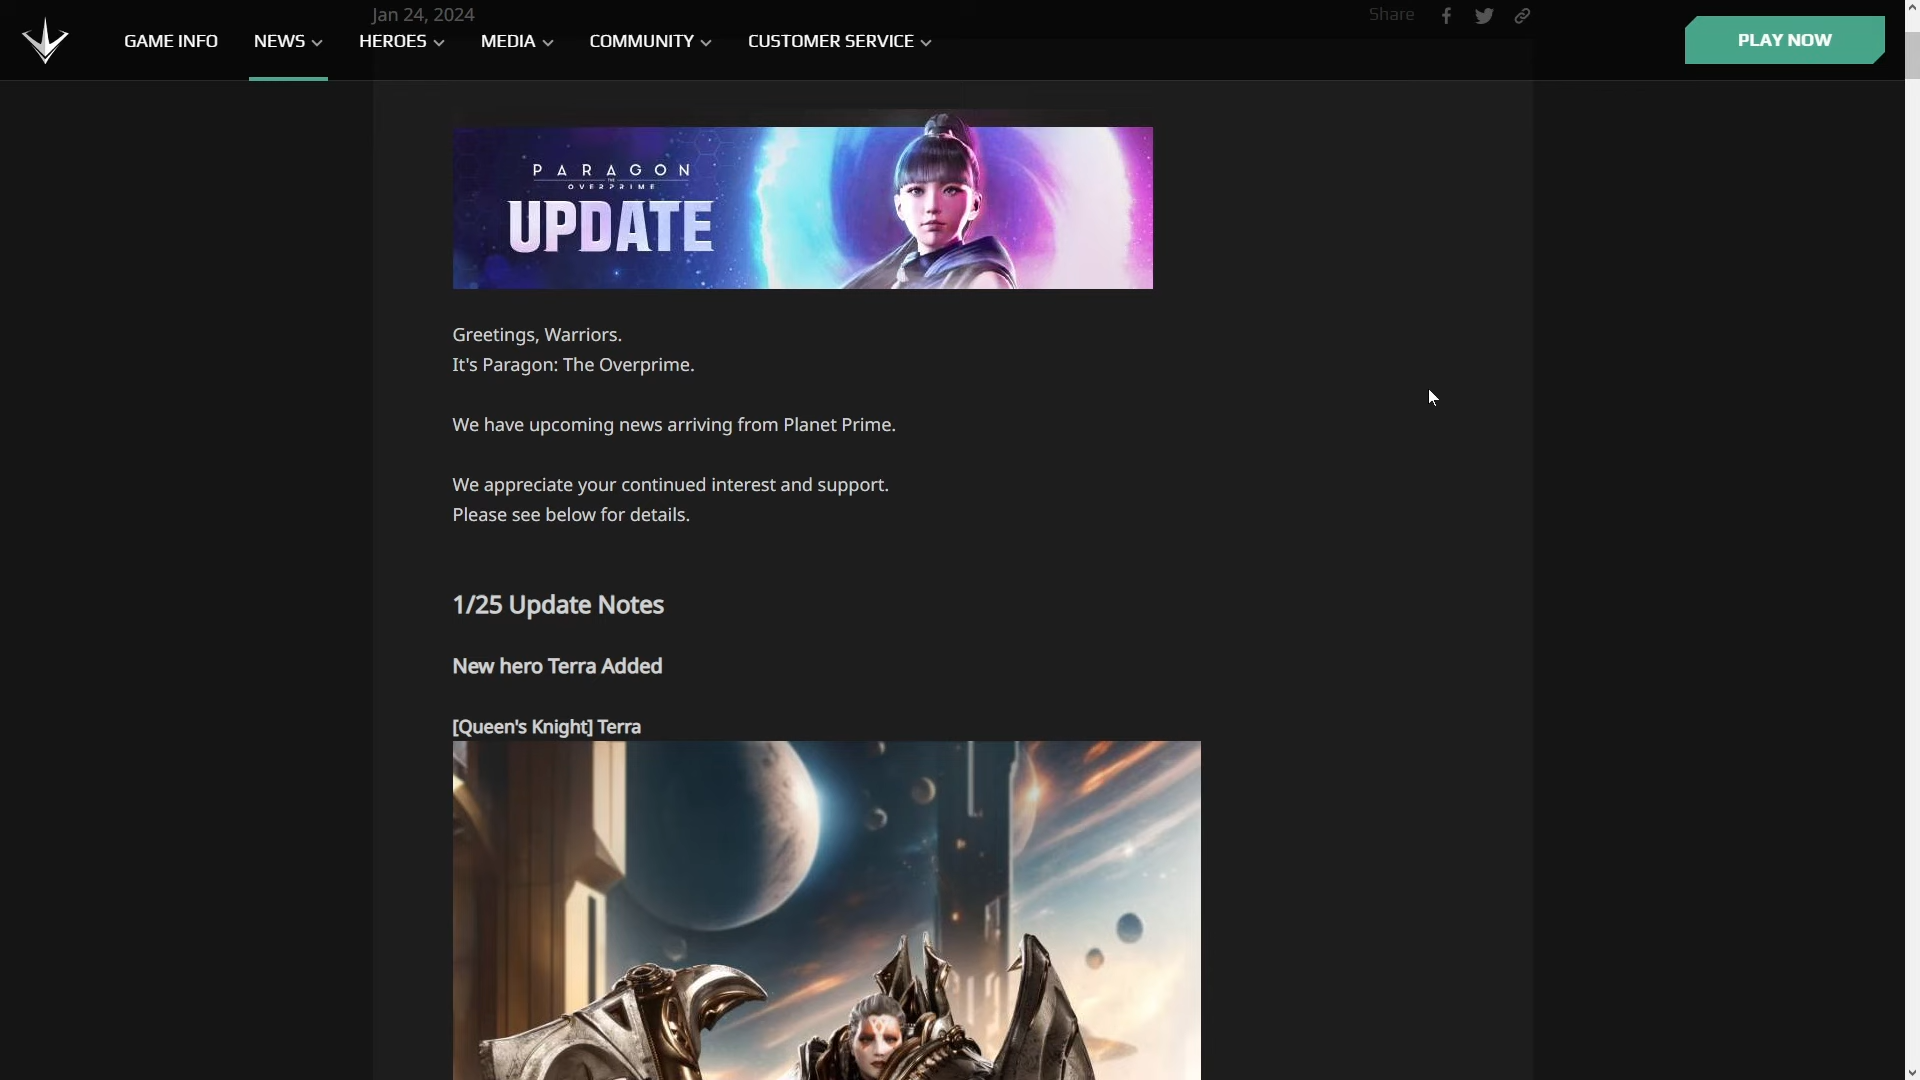 Jan 24, 2024
Share
GAME INFO
NEWS
HEROES
MEDIA
COMMUNITY
CUSTOMER SERVICE
PLAY NOW
PARAGON
THE
OVERPRIME
UPDATE
Greetings, Warriors.
It's Paragon: The Overprime.
We have upcoming news arriving from Planet Prime.
We appreciate your continued interest and support.
Please see below for details.
1/25 Update Notes
New hero Terra Added
[Queen's Knight] Terra